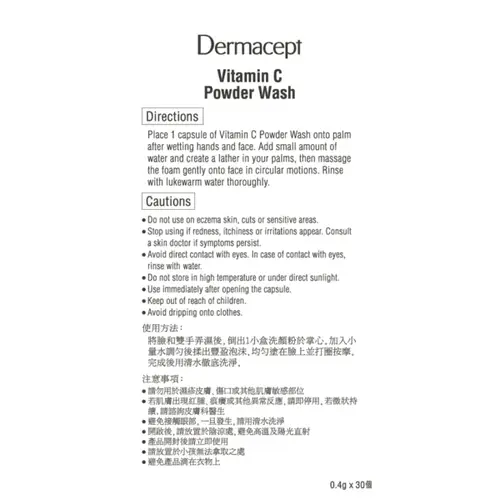 Dermacept
Vitamin C
Powder Wash
Directions
Place 1 capsule of Vitamin C Powder Wash onto palm
after wetting hands and face. Add small amount of
water and create a lather in your palms, then massage
the foam gently onto face in circular motions. Rinse
with lukewarm water thoroughly.
Cautions
● Do not use on eczema skin, cuts or sensitive areas.
● Stop using if redness, itchiness or irritations appear. Consult
a skin doctor if symptoms persist.
● Avoid direct contact with eyes. In case of contact with eyes,
rinse with water.
● Do not store in high temperature or under direct sunlight.
● Use immediately after opening the capsule.
● Keep out of reach of children.
● Avoid dripping onto clothes.
使用方法：
將臉和雙手弄濕後，倒出1小盒洗顏粉於掌心，加入小
量水調勻後揉出豐盈泡沫，均勻塗在臉上並打圈按摩，
完成後用清水徹底洗淨。
注意事項：
● 請勿用於濕疹皮膚、傷口或其他肌膚敏感部位
● 若肌膚出現紅腫、痕癢或其他異常反應，請即停用，若徵狀持
續，請諮詢皮膚科醫生
● 避免接觸眼部，一旦發生，請用清水洗淨
● 開啟後，請放置於陰涼處，避免高溫及陽光直射
● 產品開封後請立即使用
● 請放置於小孩無法拿取之處
● 避免產品滴在衣物上
0.4g x 30個